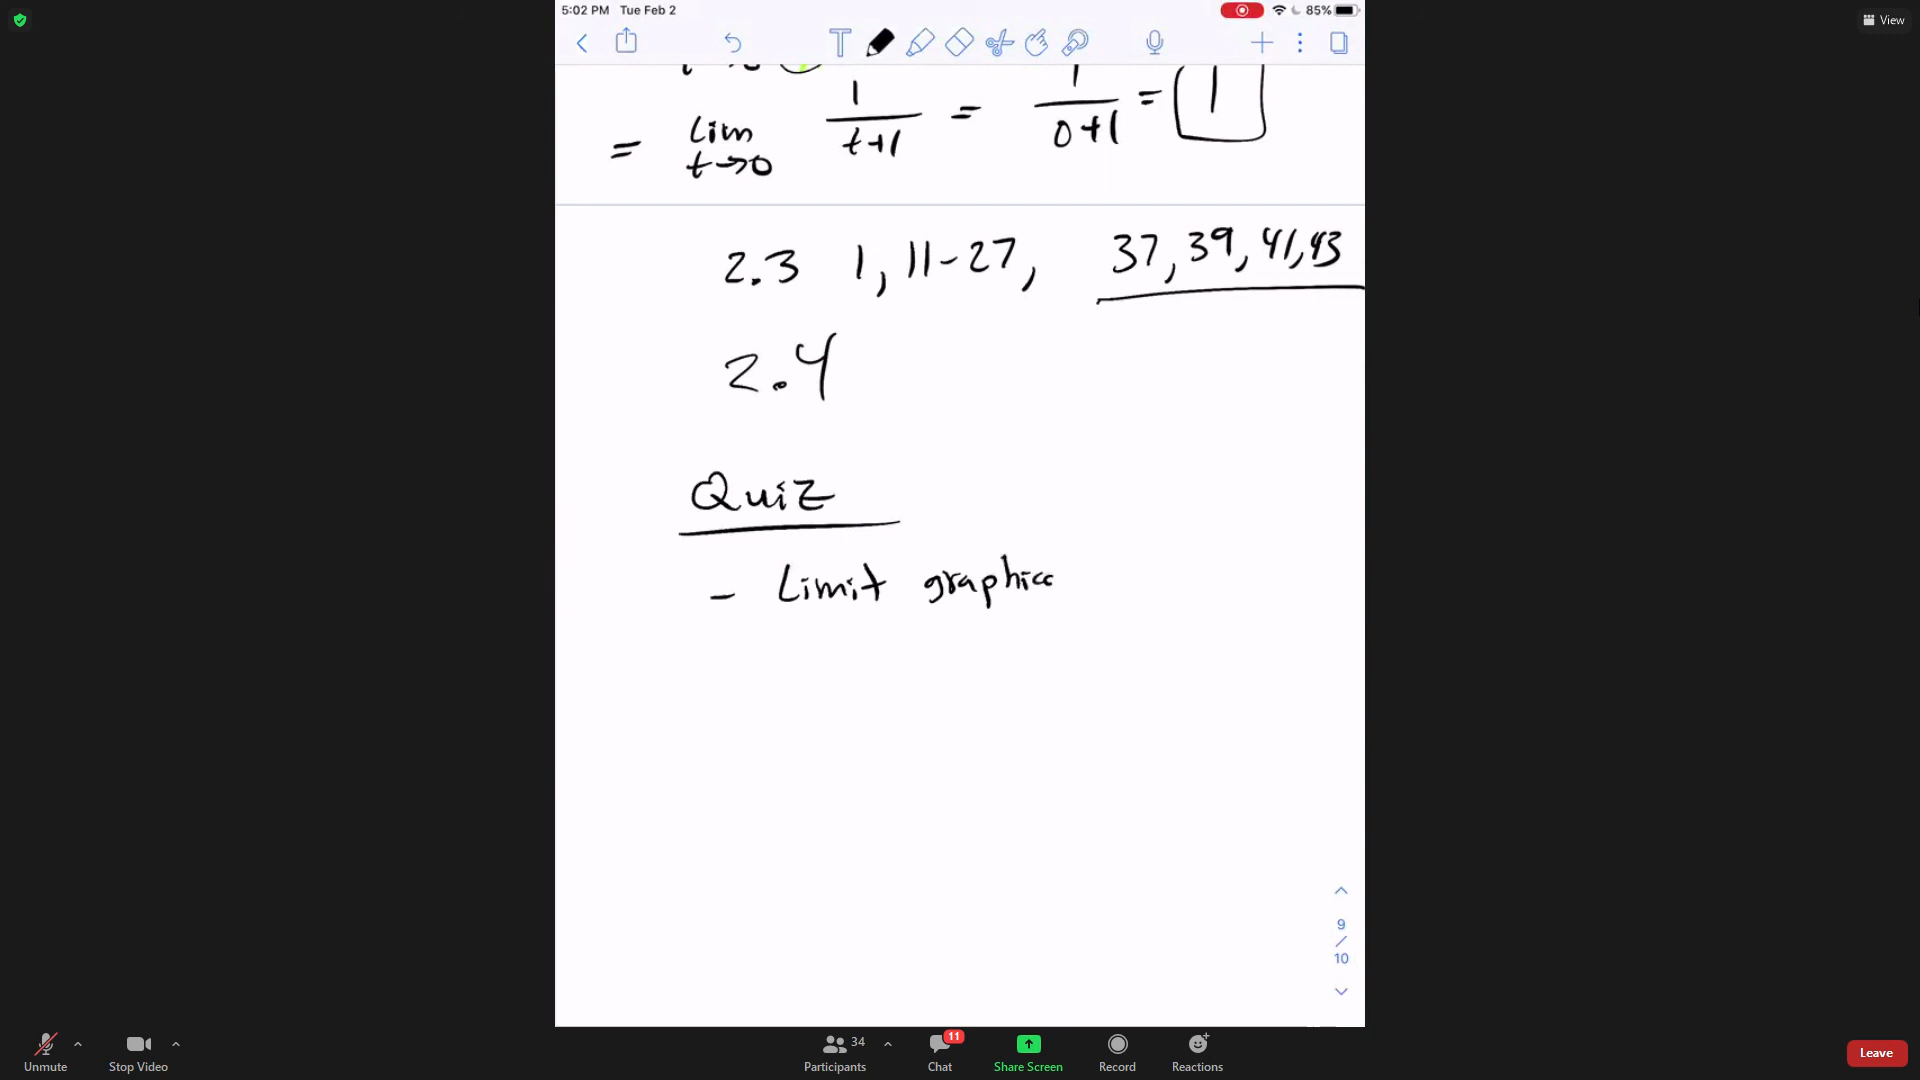 View
5:02 PM Tue Feb 2 85%
T
= lim t→0 1/(t+1) = 1/(0+1) = 1
2.3 1, 11-27, 37, 39, 41, 43
2.4
Quiz
- Limit graphica
9
/
10
34
11
Unmute
Stop Video
Participants
Chat
Share Screen
Record
Reactions
Leave